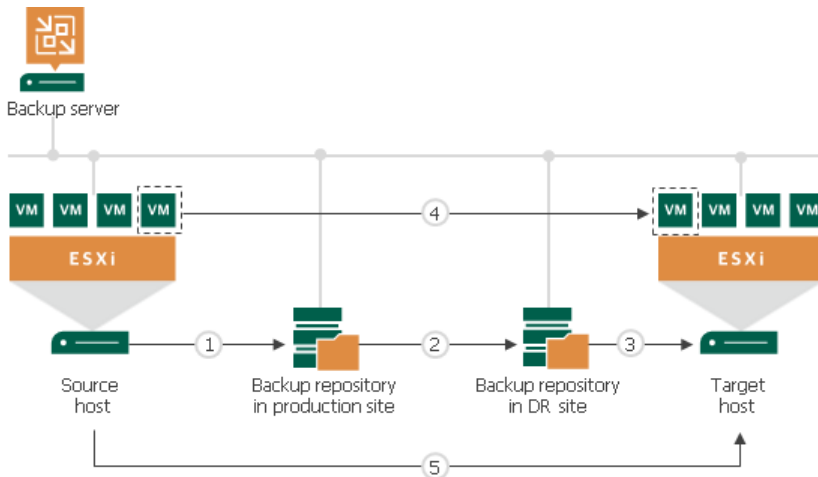 Backup server
VM VM VM VM
4
VM VM VM VM
ESXi
ESXi
1
2
3
Source
host
Backup repository
in production site
Backup repository
in DR site
Target
host
5